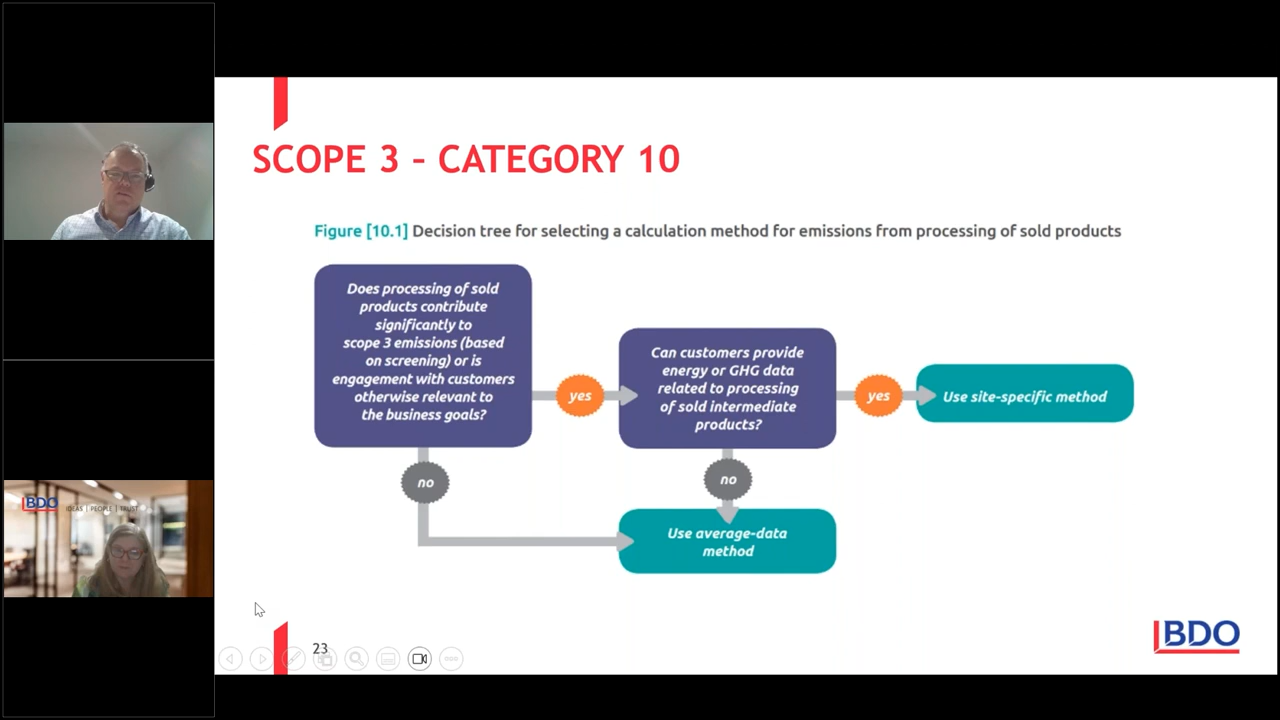 SCOPE 3 – CATEGORY 10
Figure [10.1] Decision tree for selecting a calculation method for emissions from processing of sold products
Does processing of sold
products contribute
significantly to
scope 3 emissions (based
on screening) or is
engagement with customers
otherwise relevant to
the business goals?
yes
Can customers provide
energy or GHG data
related to processing
of sold intermediate
products?
yes
Use site-specific method
no
no
Use average-data
method
BDO
IDEAS | PEOPLE | TRUST
23
BDO